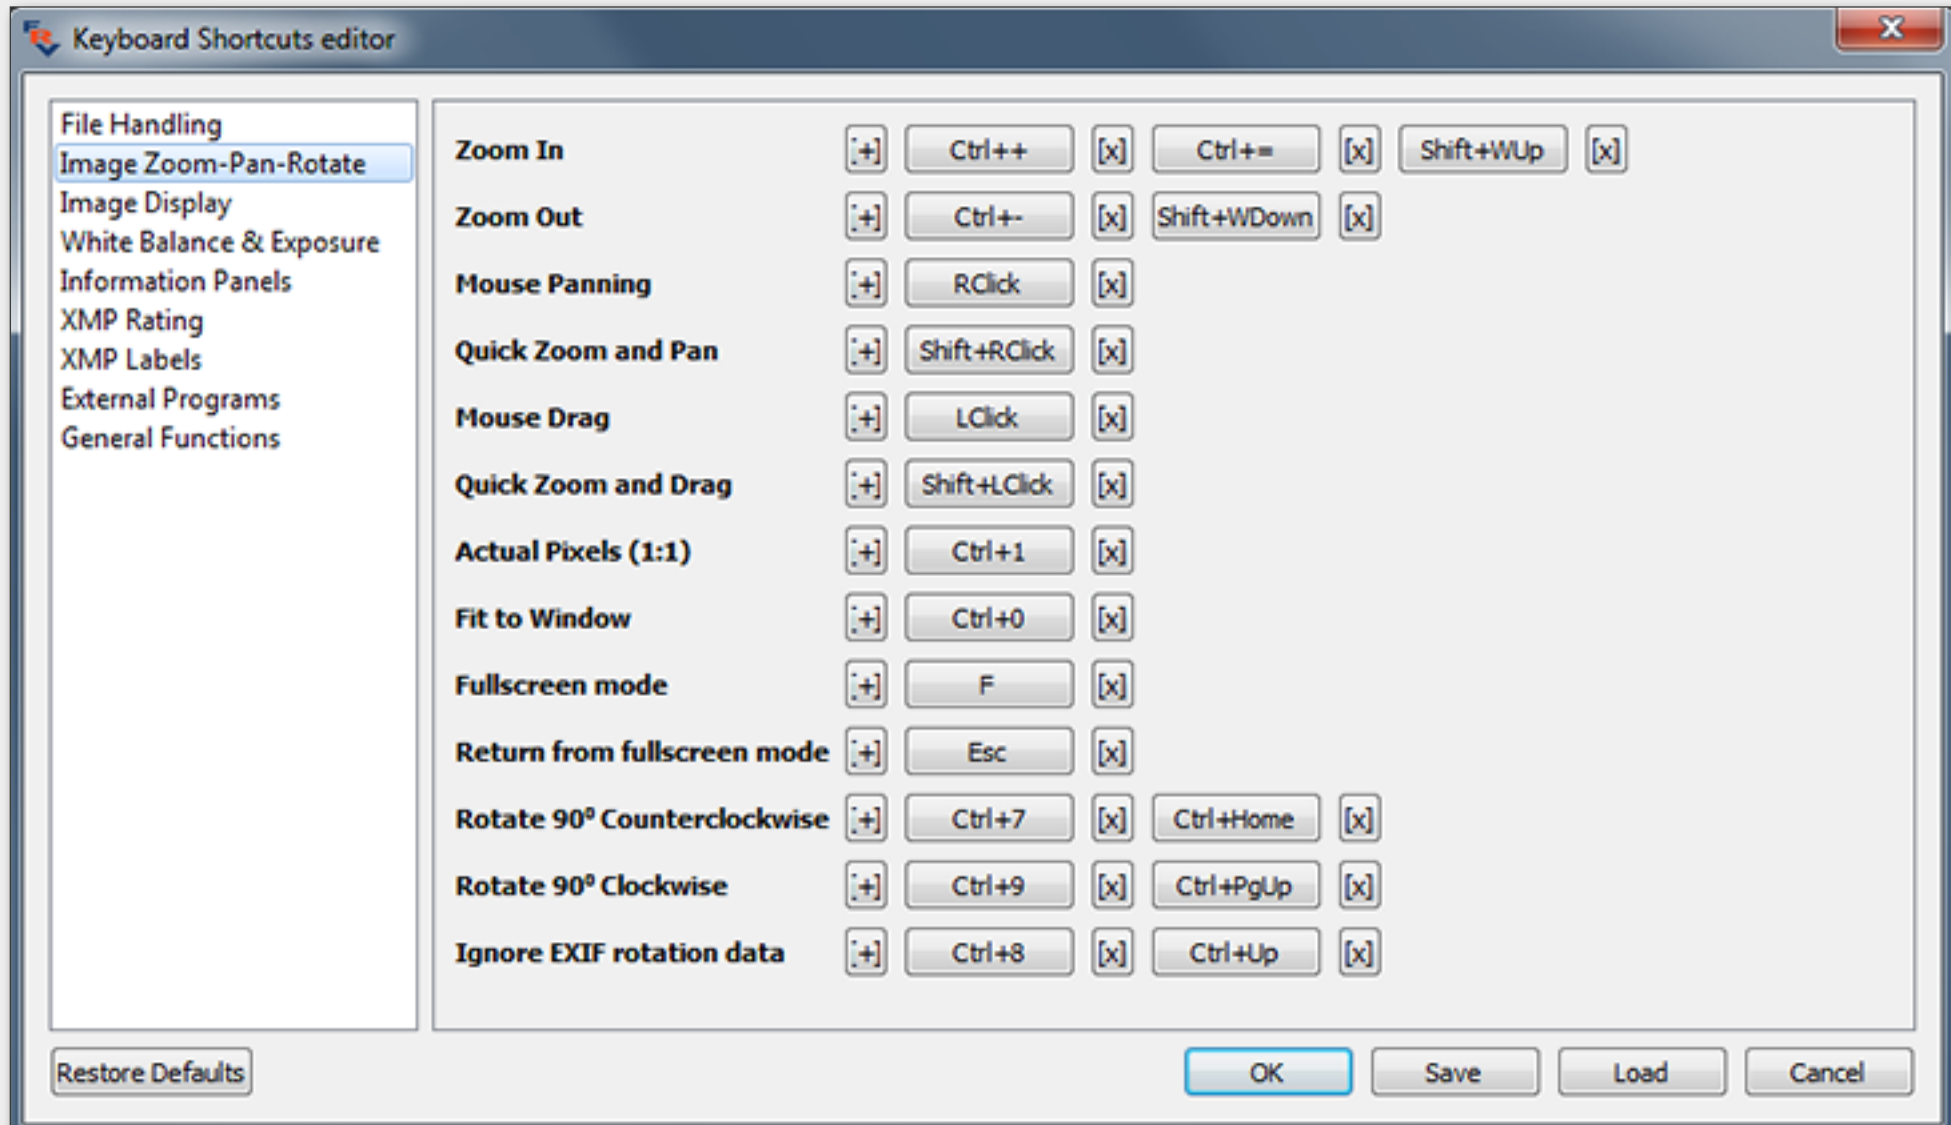 Keyboard Shortcuts editor
x
File Handling
Image Zoom-Pan-Rotate
Image Display
White Balance & Exposure
Information Panels
XMP Rating
XMP Labels
External Programs
General Functions
Zoom In [+] Ctrl++ [x] Ctrl+= [x] Shift+WUp [x]
Zoom Out [+] Ctrl+- [x] Shift+WDown [x]
Mouse Panning [+] RClick [x]
Quick Zoom and Pan [+] Shift+RClick [x]
Mouse Drag [+] LClick [x]
Quick Zoom and Drag [+] Shift+LClick [x]
Actual Pixels (1:1) [+] Ctrl+1 [x]
Fit to Window [+] Ctrl+0 [x]
Fullscreen mode [+] F [x]
Return from fullscreen mode [+] Esc [x]
Rotate 90⁰ Counterclockwise [+] Ctrl+7 [x] Ctrl+Home [x]
Rotate 90⁰ Clockwise [+] Ctrl+9 [x] Ctrl+PgUp [x]
Ignore EXIF rotation data [+] Ctrl+8 [x] Ctrl+Up [x]
Restore Defaults OK Save Load Cancel